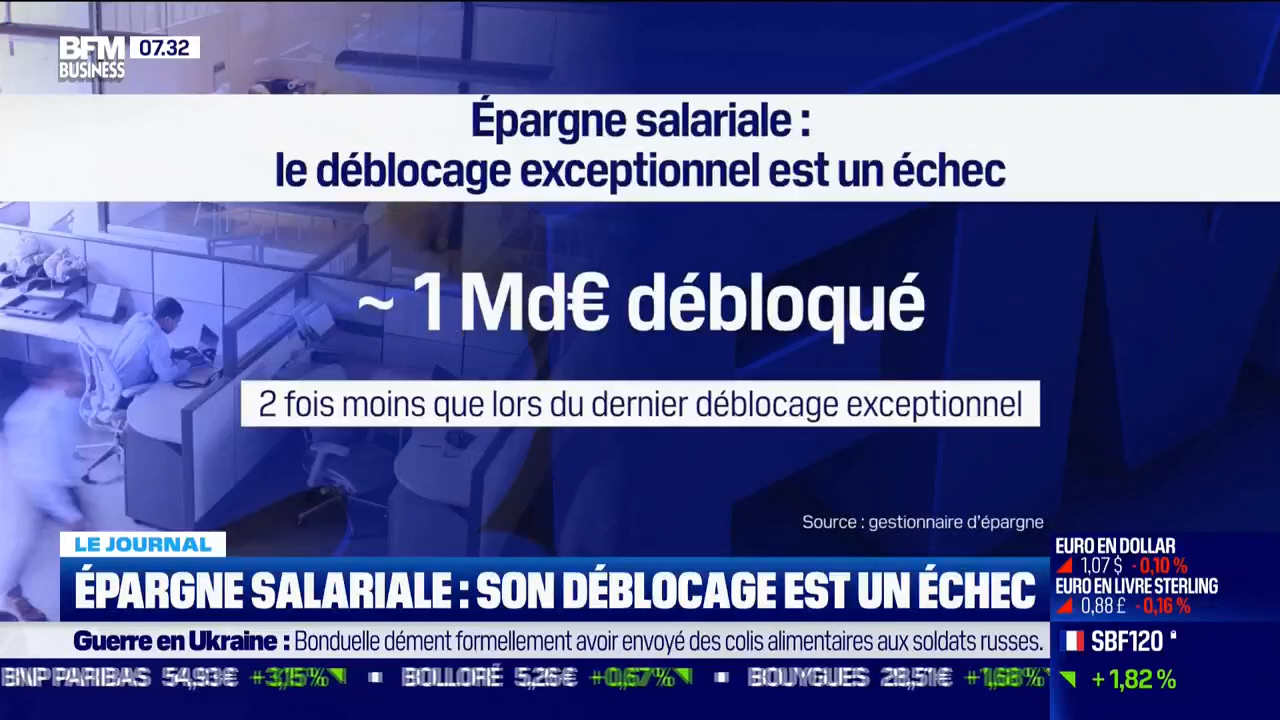 BFM
BUSINESS
07.32
Épargne salariale :
le déblocage exceptionnel est un échec
~ 1 Md€ débloqué
2 fois moins que lors du dernier déblocage exceptionnel
Source : gestionnaire d'épargne
LE JOURNAL
ÉPARGNE SALARIALE : SON DÉBLOCAGE EST UN ÉCHEC
Guerre en Ukraine : Bonduelle dément formellement avoir envoyé des colis alimentaires aux soldats russes.
EURO EN DOLLAR
1,07 $ -0,10 %
EURO EN LIVRE STERLING
0,88 £ -0,16 %
SBF120
+1,82 %
BNP PARIBAS 54,93€ +3,15% BOLLORÉ 5,26€ +0,67% BOUYGUES 28,51€ +1,68%